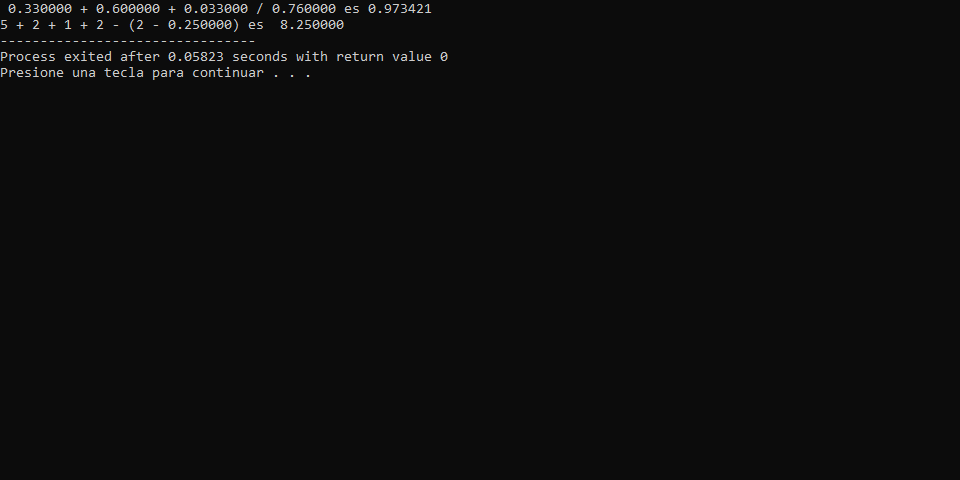 0.330000 + 0.600000 + 0.033000 / 0.760000 es 0.973421
5 + 2 + 1 + 2 - (2 - 0.250000) es  8.250000
--------------------------------
Process exited after 0.05823 seconds with return value 0
Presione una tecla para continuar . . .